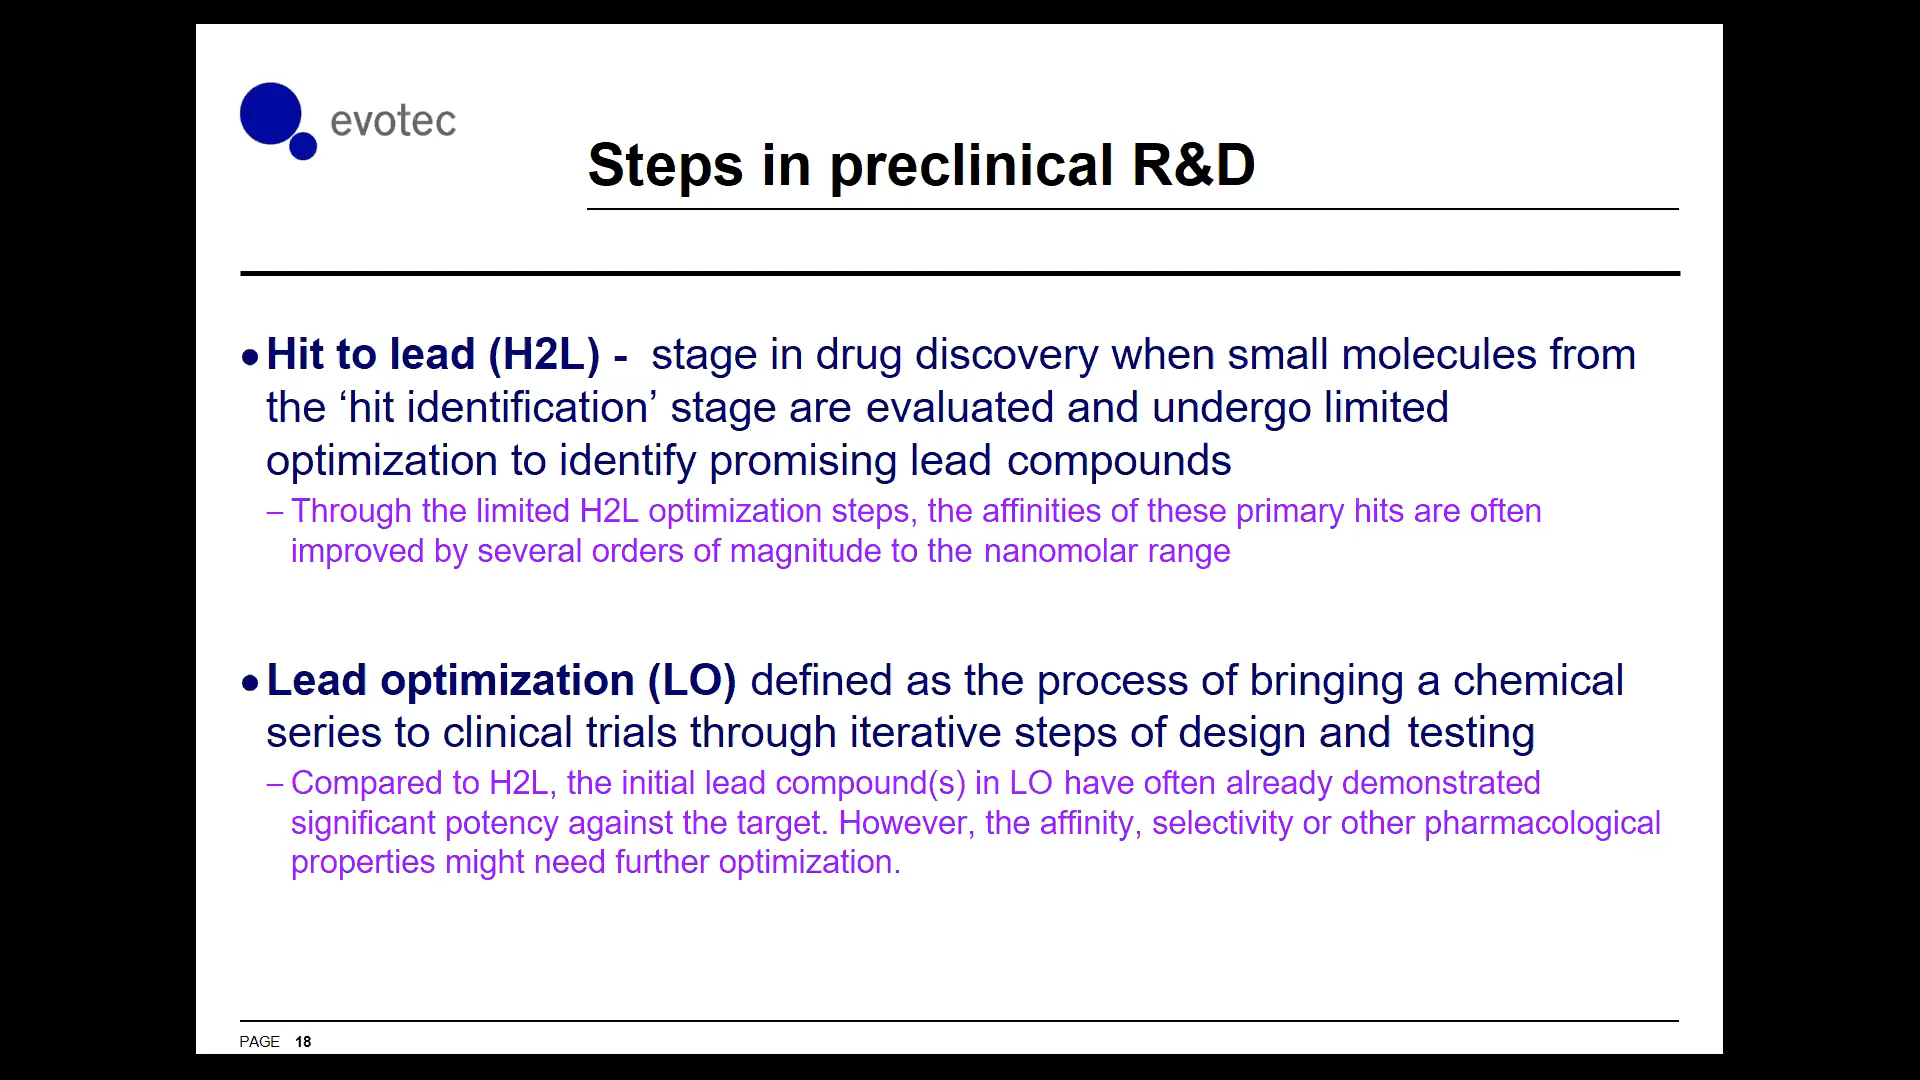 evotec
Steps in preclinical R&D
● Hit to lead (H2L) - stage in drug discovery when small molecules from
the ‘hit identification’ stage are evaluated and undergo limited
optimization to identify promising lead compounds
– Through the limited H2L optimization steps, the affinities of these primary hits are often
improved by several orders of magnitude to the nanomolar range
● Lead optimization (LO) defined as the process of bringing a chemical
series to clinical trials through iterative steps of design and testing
– Compared to H2L, the initial lead compound(s) in LO have often already demonstrated
significant potency against the target. However, the affinity, selectivity or other pharmacological
properties might need further optimization.
PAGE 18